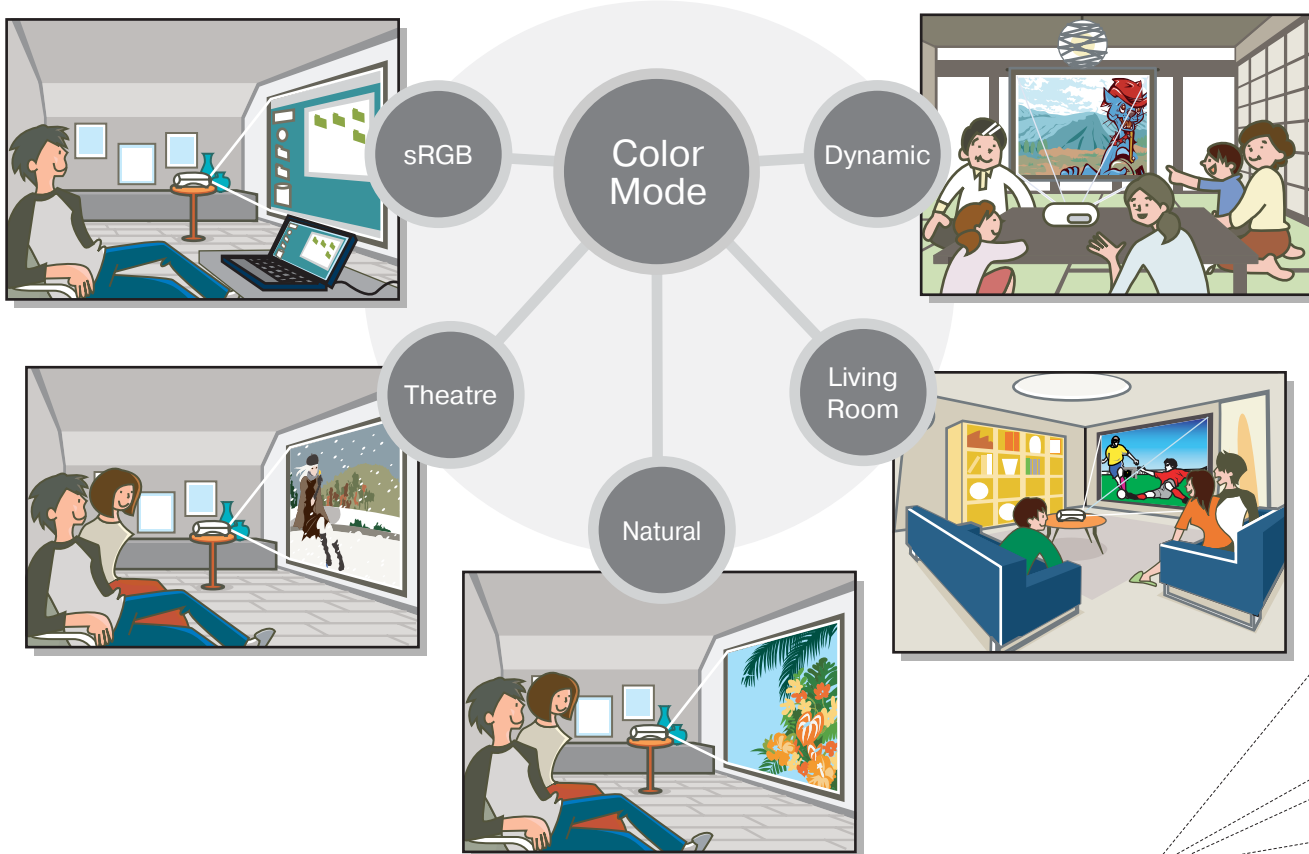 sRGB
Color
Mode
Dynamic
Theatre
Living
Room
Natural